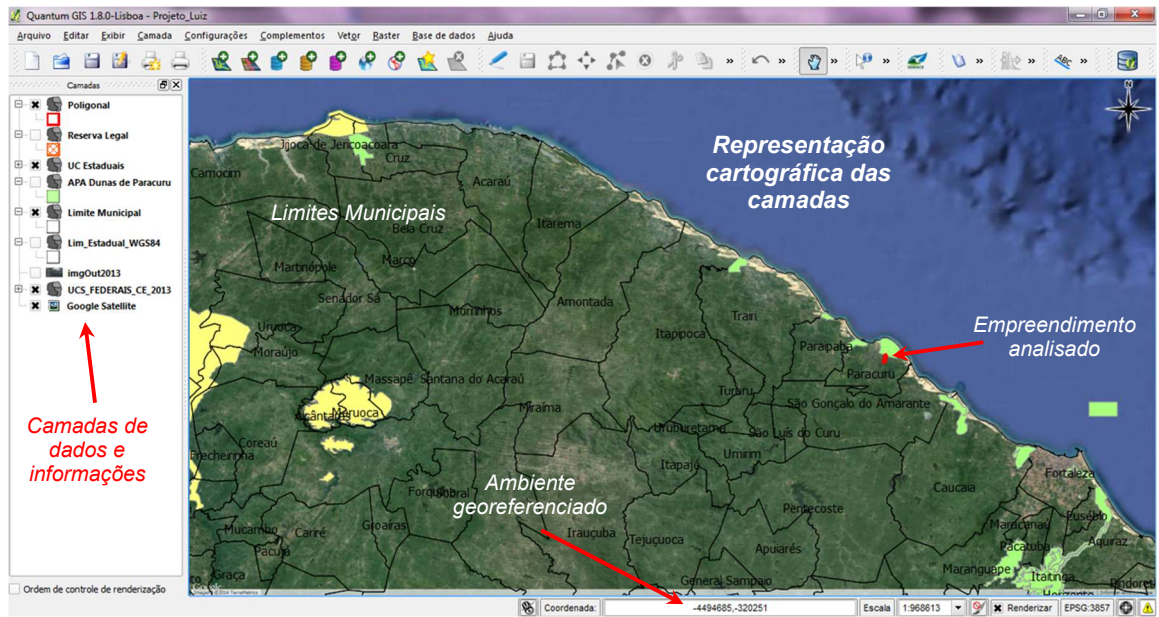 Quantum GIS 1.8.0-Lisboa - Projeto_Luiz
Arquivo Editar Exibir Camada Configurações Complementos Vetor Raster Base de dados Ajuda
ABC
Camadas
Poligonal
Reserva Legal
UC Estaduais
APA Dunas de Paracuru
Limite Municipal
Lim_Estadual_WGS84
imgOut2013
UCS_FEDERAIS_CE_2013
Google Satellite
Camadas de
dados e
informações
Ordem de controle de renderização
N
Representação
cartográfica das
camadas
Limites Municipais
Empreendimento
analisado
Ambiente
georeferenciado
Jijoca de Jericoacoara
Cruz
Camocim
Acaraú
Bela Cruz
Itarema
Martinópole
Marco
Senador Sá
Morrinhos
Amontada
Uruoca
Itapipoca
Trairi
Moraújo
Paraipaba
Paracuru
Massapê
Santana do Acaraú
Tururu
São Gonçalo do Amarante
Meruoca
Miraíma
Uruburetama
São Luís do Curu
Coreaú
Frecheirinha
Umirim
Itapajé
Fortaleza
Forquilha
Sobral
Caucaia
Pentecoste
Mucambo
Cariré
Groaíras
Irauçuba
Tejuçuoca
Maracanaú
Eusébio
Pacujá
Apuiarés
Pacatuba
Aquiraz
Graça
General Sampaio
Maranguape
Itaitinga
Horizonte
Pindores
Coordenada:
-4494685,-320251
Escala
1:968613
Renderizar
EPSG:3857